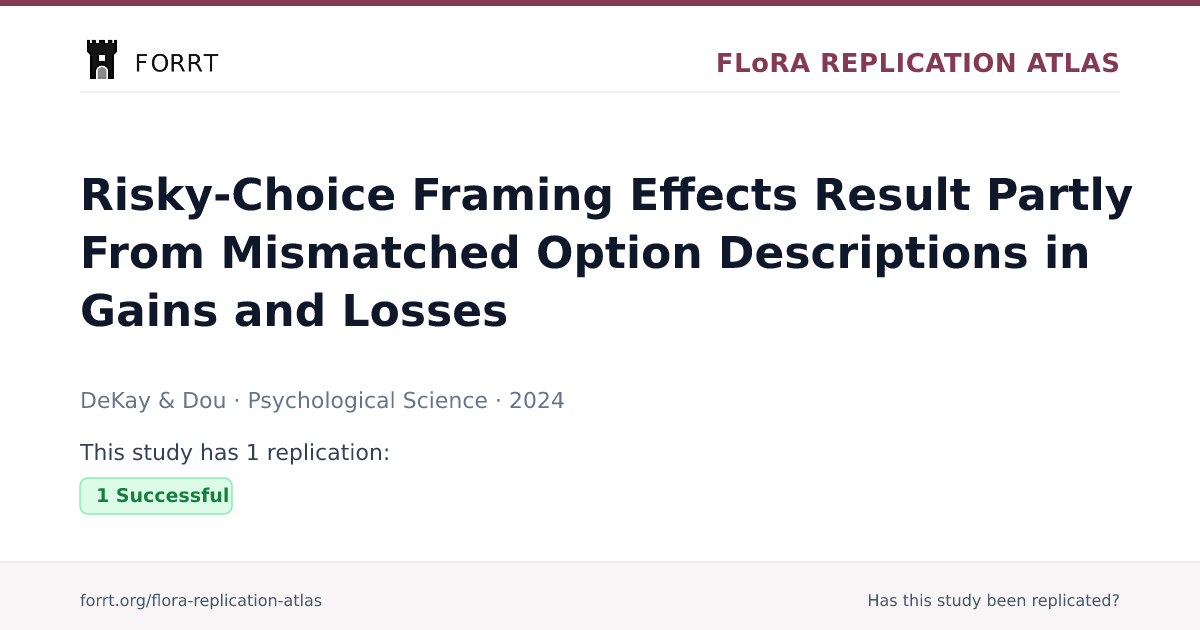 FORRT
FLoRA REPLICATION ATLAS
Risky-Choice Framing Effects Result Partly
From Mismatched Option Descriptions in
Gains and Losses
DeKay & Dou · Psychological Science · 2024
This study has 1 replication:
1 Successful
forrt.org/flora-replication-atlas
Has this study been replicated?